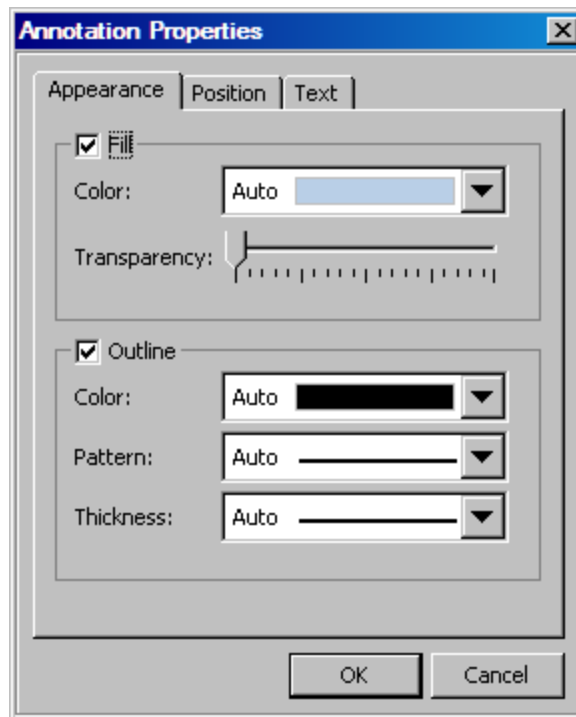 Annotation Properties
Appearance Position Text
Fill
Color: Auto
Transparency:
Outline
Color: Auto
Pattern: Auto
Thickness: Auto
OK Cancel